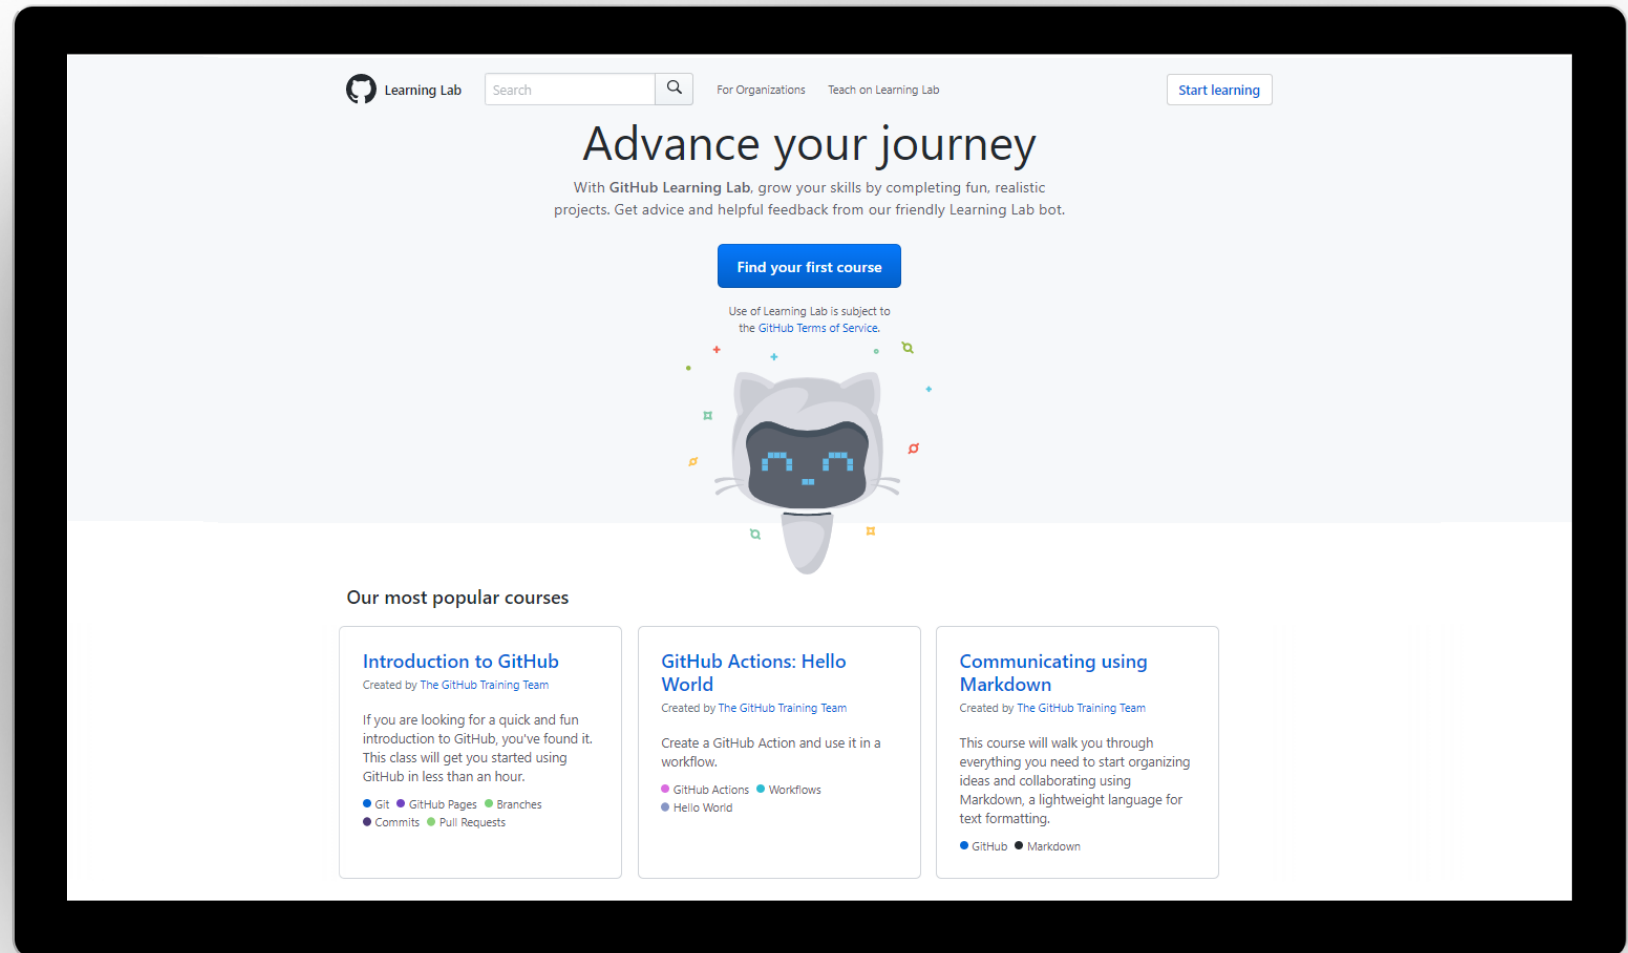 Learning Lab
Search
For Organizations
Teach on Learning Lab
Start learning
Advance your journey
With GitHub Learning Lab, grow your skills by completing fun, realistic
projects. Get advice and helpful feedback from our friendly Learning Lab bot.
Find your first course
Use of Learning Lab is subject to
the GitHub Terms of Service.
Our most popular courses
Introduction to GitHub
Created by The GitHub Training Team
If you are looking for a quick and fun
introduction to GitHub, you've found it.
This class will get you started using
GitHub in less than an hour.
Git GitHub Pages Branches
Commits Pull Requests
GitHub Actions: Hello
World
Created by The GitHub Training Team
Create a GitHub Action and use it in a
workflow.
GitHub Actions Workflows
Hello World
Communicating using
Markdown
Created by The GitHub Training Team
This course will walk you through
everything you need to start organizing
ideas and collaborating using
Markdown, a lightweight language for
text formatting.
GitHub Markdown